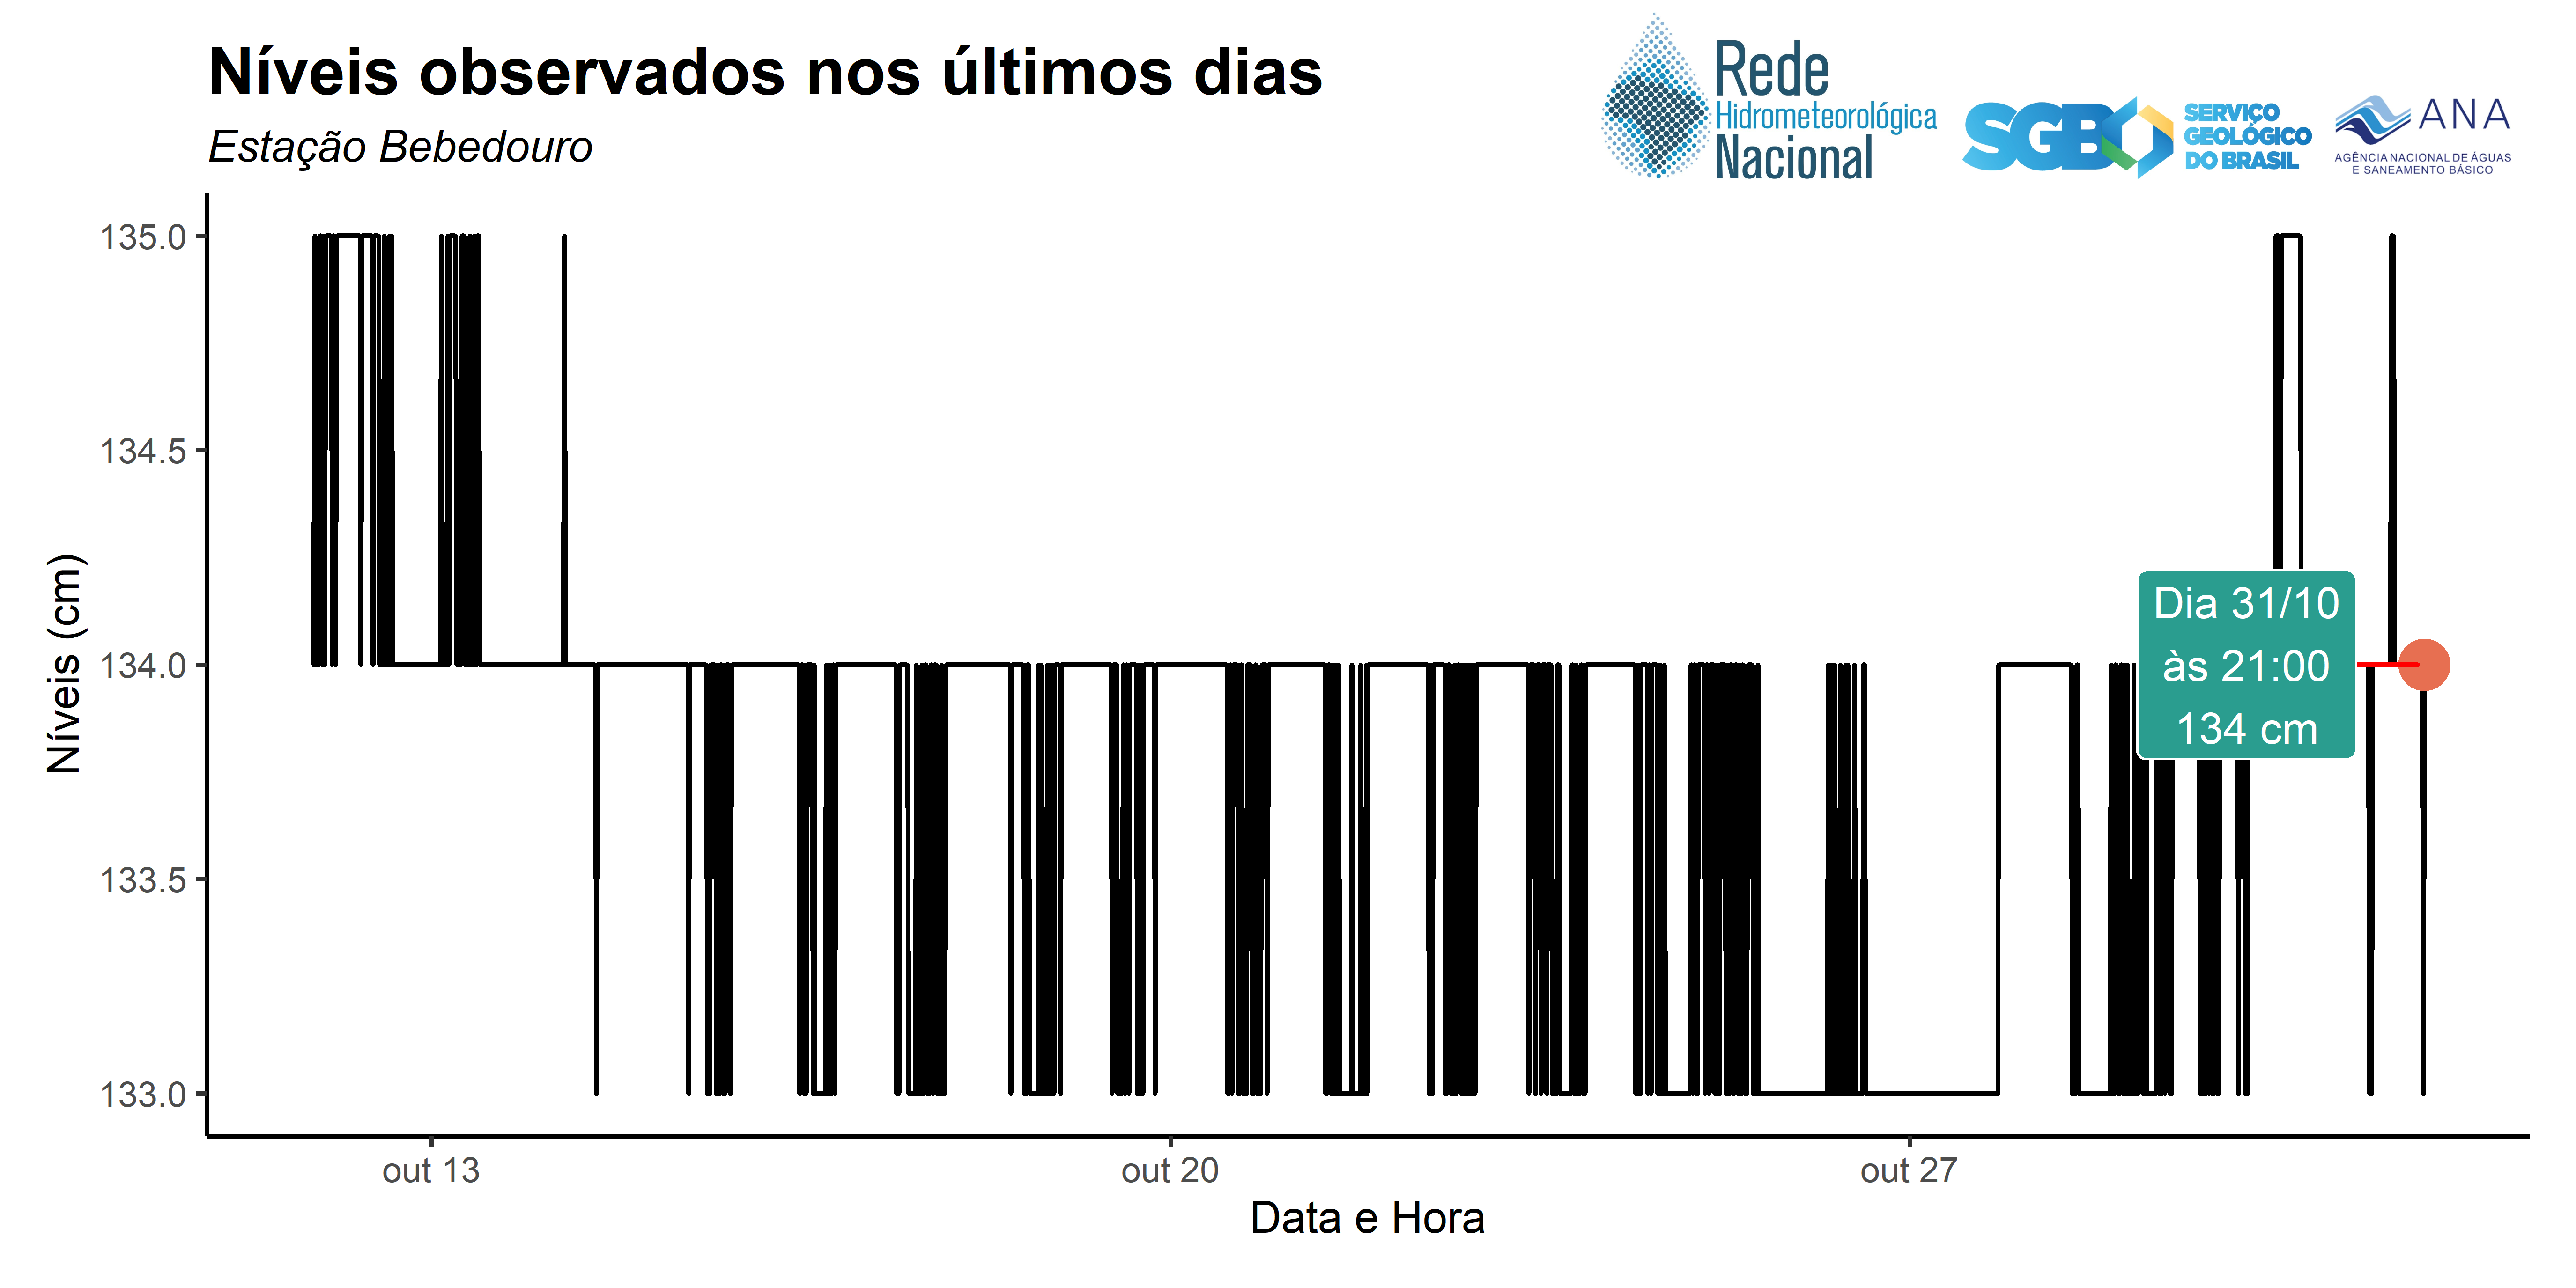 Níveis observados nos últimos dias
Estação Bebedouro
Rede
Hidrometeorológica
Nacional
SGB
SERVIÇO
GEOLÓGICO
DO BRASIL
ANA
AGÊNCIA NACIONAL DE ÁGUAS
E SANEAMENTO BÁSICO
Níveis (cm)
135.0
134.5
134.0
133.5
133.0
Dia 31/10
às 21:00
134 cm
out 13
out 20
out 27
Data e Hora